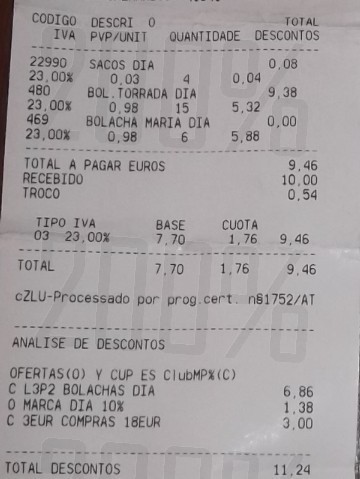 CODIGO DESCRI O TOTAL
IVA PVP/UNIT QUANTIDADE DESCONTOS
22990 SACOS DIA 0,08
23,00% 0,03 4 0,04
480 BOL.TORRADA DIA 9,38
23,00% 0,98 15 5,32
469 BOLACHA MARIA DIA 0,00
23,00% 0,98 6 5,88
TOTAL A PAGAR EUROS 9,46
RECEBIDO 10,00
TROCO 0,54
TIPO IVA BASE CUOTA
03 23,00% 7,70 1,76 9,46
TOTAL 7,70 1,76 9,46
cZLU-Processado por prog.cert. n§1752/AT
ANALISE DE DESCONTOS
OFERTAS(O) Y CUP ES ClubMP%(C)
C L3P2 BOLACHAS DIA 6,86
O MARCA DIA 10% 1,38
C 3EUR COMPRAS 18EUR 3,00
TOTAL DESCONTOS 11,24